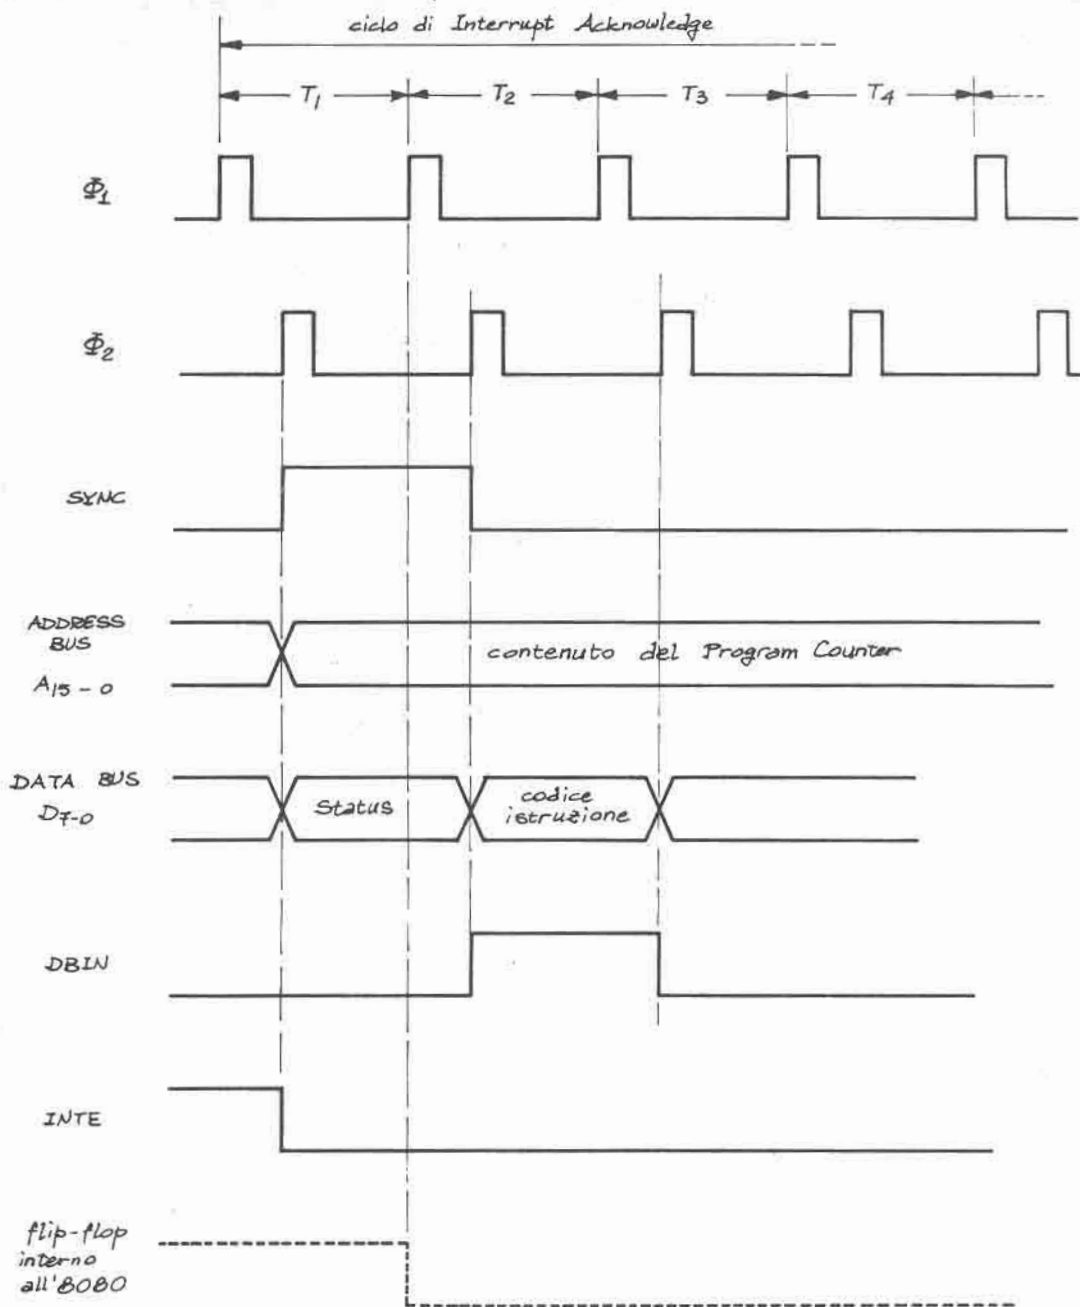 ciclo di Interrupt Acknowledge
T1 T2 T3 T4
Φ1
Φ2
SYNC
ADDRESS
BUS
A15-0
contenuto del Program Counter
DATA BUS
D7-0
Status
codice
istruzione
DBIN
INTE
flip-flop
interno
all'8080